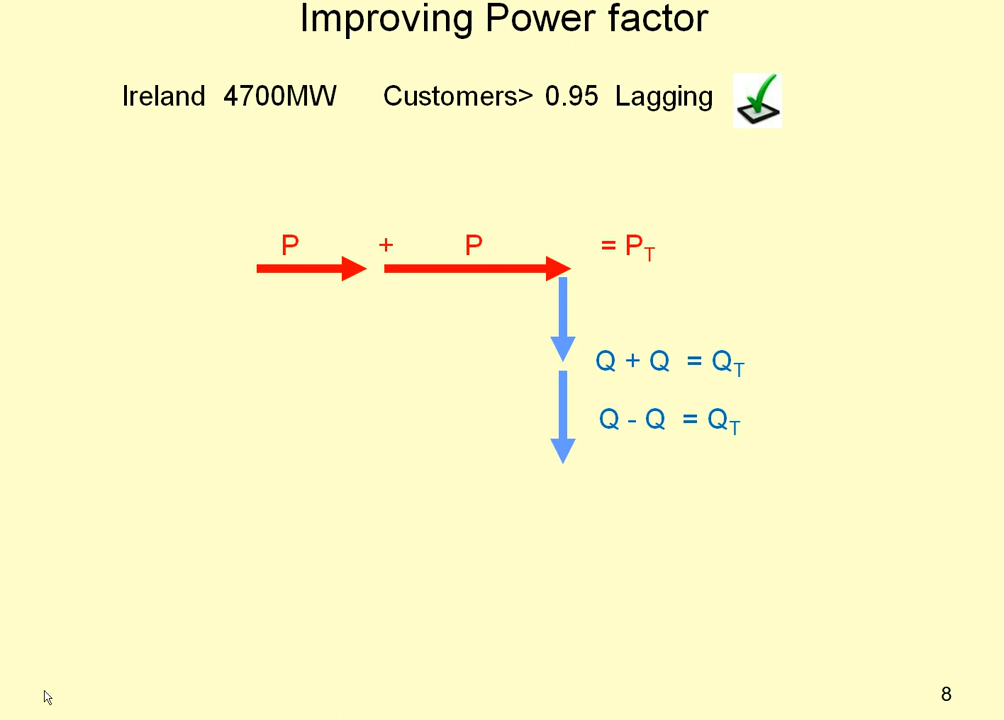 Improving Power factor
Ireland 4700MW Customers> 0.95 Lagging
P + P = PT
Q + Q = QT
Q - Q = QT
8